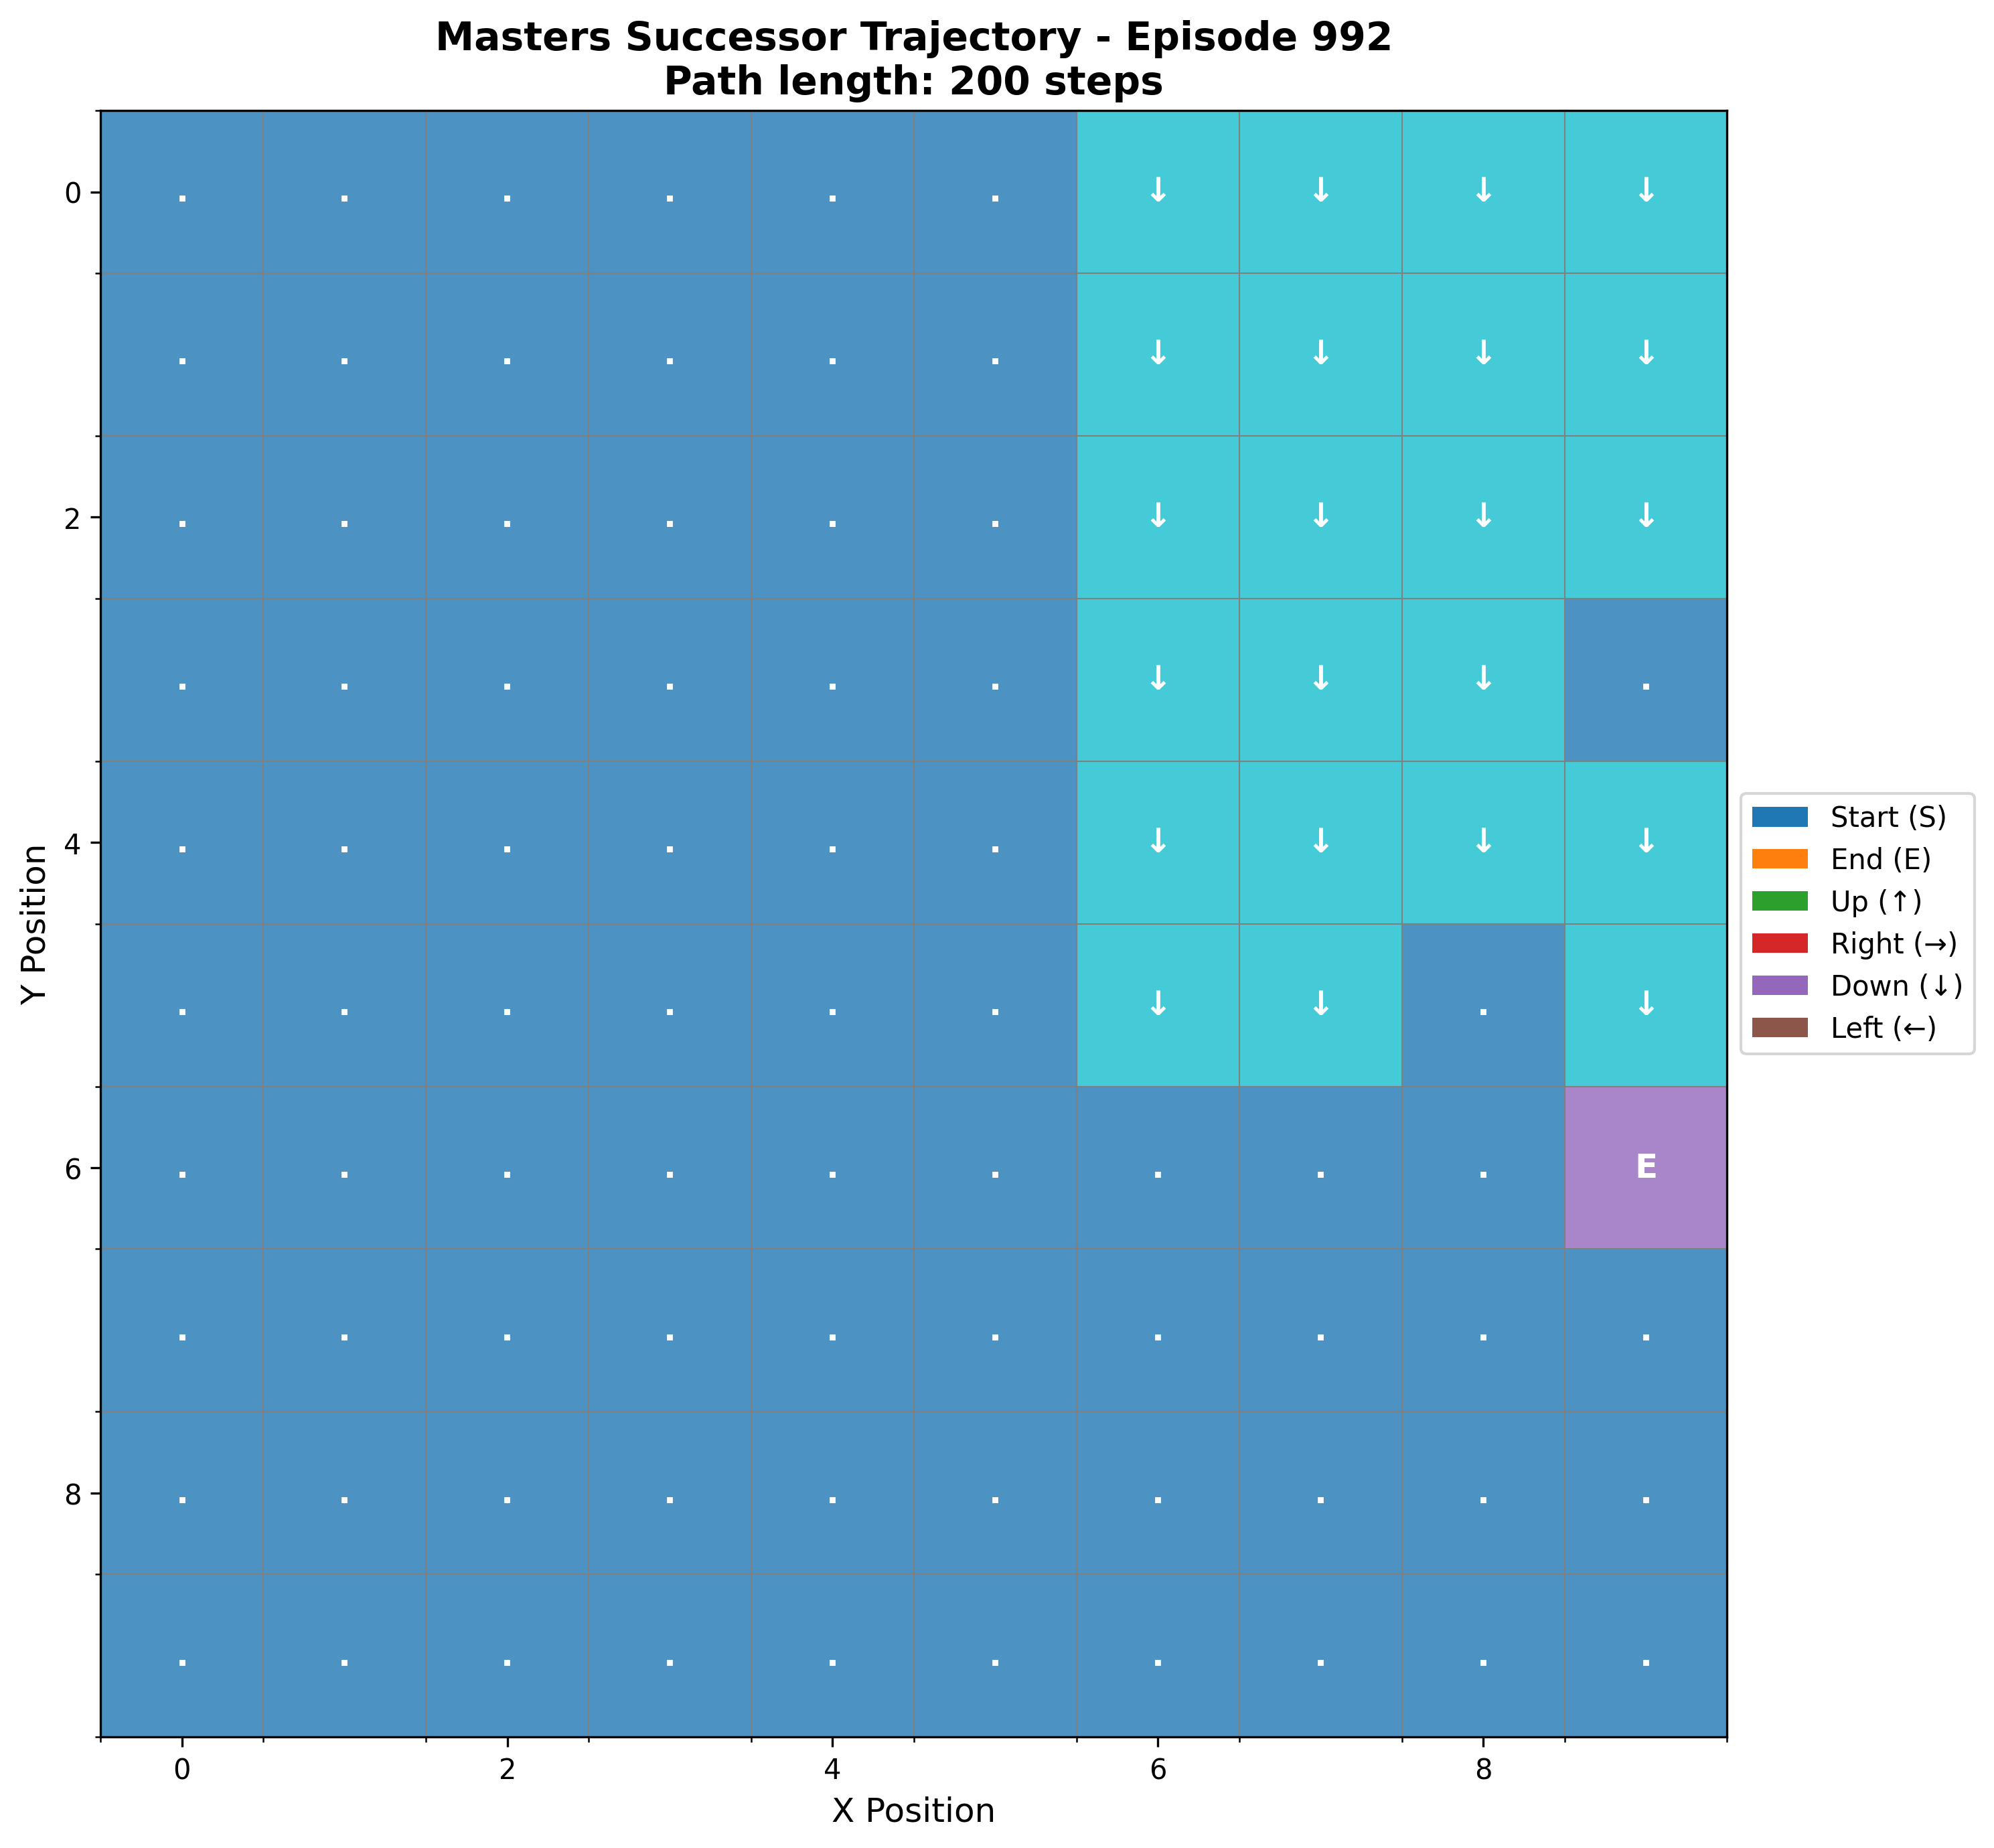 Masters Successor Trajectory - Episode 992
Path length: 200 steps
0
. . . . . . ↓ ↓ ↓ ↓
. . . . . . ↓ ↓ ↓ ↓
2
. . . . . . ↓ ↓ ↓ ↓
. . . . . . ↓ ↓ ↓ .
4
. . . . . . ↓ ↓ ↓ ↓
. . . . . . ↓ ↓ . ↓
6
. . . . . . . . . E
. . . . . . . . . .
8
. . . . . . . . . .
. . . . . . . . . .
Y Position
0 2 4 6 8
X Position
Start (S)
End (E)
Up (↑)
Right (→)
Down (↓)
Left (←)